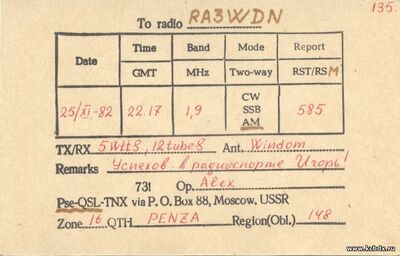 135.
To radio RA3WDN
Date Time Band Mode Report
GMT MHz Two-way RST/RSM
25/XI-82 22.17 1,9 CW SSB AM 585
TX/RX 5Wtts, 12tubes Ant. Windom
Remarks Успехов в радиоспорте Игорь!
73! Op. Alex
Pse-QSL-TNX via P. O. Box 88, Moscow, USSR
Zone 16 QTH PENZA Region(Obl.) 148
www.kcbdx.ru